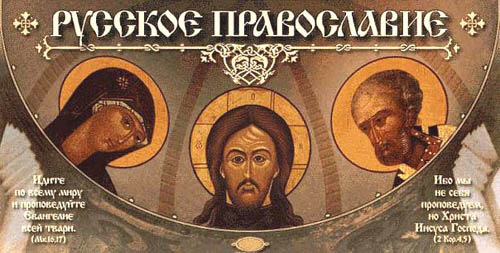 РУССКОЕ ПРАВОСЛАВИЕ
Идите
по всему миру
и проповедуйте
Евангелие
всей твари.
(Мк.16,17)
Ибо мы
не себя
проповедуем,
но Христа
Иисуса Господа.
(2 Кор.4,5)